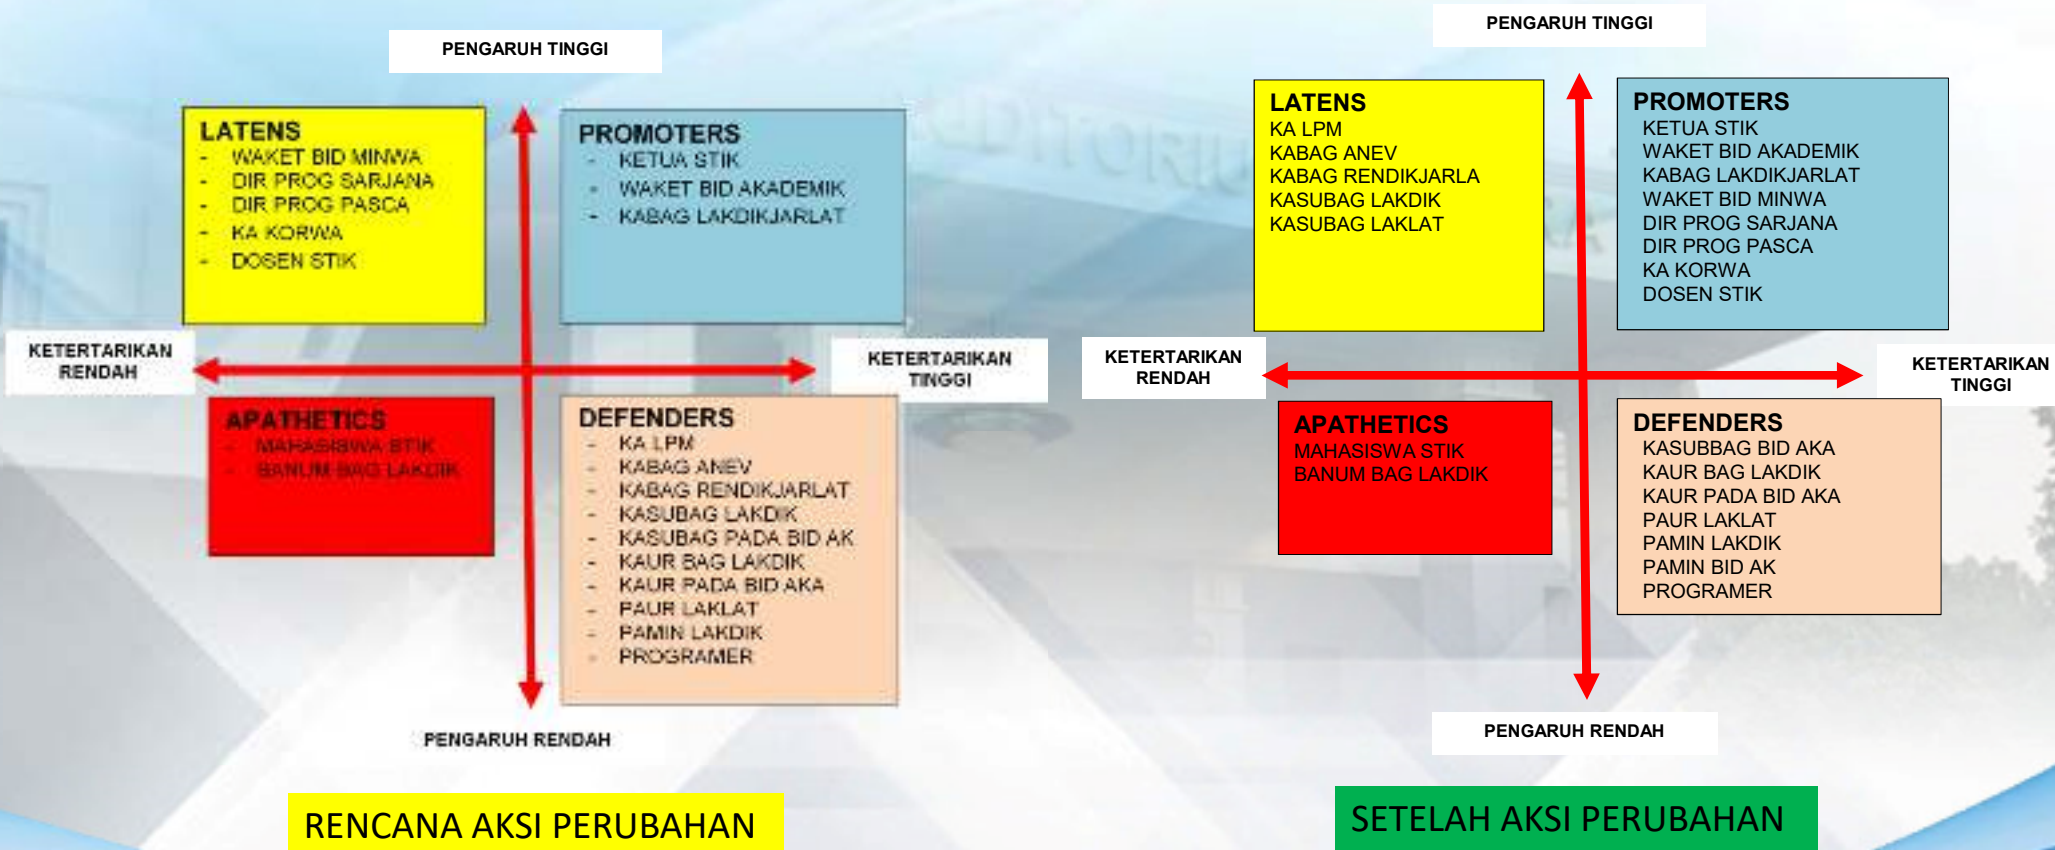 PENGARUH TINGGI
LATENS
- WAKET BID MINWA
- DIR PROG SARJANA
- DIR PROG PASCA
- KA KORWA
- DOSEN STIK
PROMOTERS
- KETUA STIK
- WAKET BID AKADEMIK
- KABAG LAKDIKJARLAT
KETERTARIKAN
RENDAH
KETERTARIKAN
TINGGI
APATHETICS
- MAHASISWA STIK
- BANUM BAG LAKDIK
DEFENDERS
- KA LPM
- KABAG ANEV
- KABAG RENDIKJARLAT
- KASUBAG LAKDIK
- KASUBAG PADA BID AK
- KAUR BAG LAKDIK
- KAUR PADA BID AKA
- PAUR LAKLAT
- PAMIN LAKDIK
- PROGRAMER
PENGARUH RENDAH
RENCANA AKSI PERUBAHAN
PENGARUH TINGGI
LATENS
KA LPM
KABAG ANEV
KABAG RENDIKJARLA
KASUBAG LAKDIK
KASUBAG LAKLAT
PROMOTERS
KETUA STIK
WAKET BID AKADEMIK
KABAG LAKDIKJARLAT
WAKET BID MINWA
DIR PROG SARJANA
DIR PROG PASCA
KA KORWA
DOSEN STIK
KETERTARIKAN
RENDAH
KETERTARIKAN
TINGGI
APATHETICS
MAHASISWA STIK
BANUM BAG LAKDIK
DEFENDERS
KASUBBAG BID AKA
KAUR BAG LAKDIK
KAUR PADA BID AKA
PAUR LAKLAT
PAMIN LAKDIK
PAMIN BID AK
PROGRAMER
PENGARUH RENDAH
SETELAH AKSI PERUBAHAN